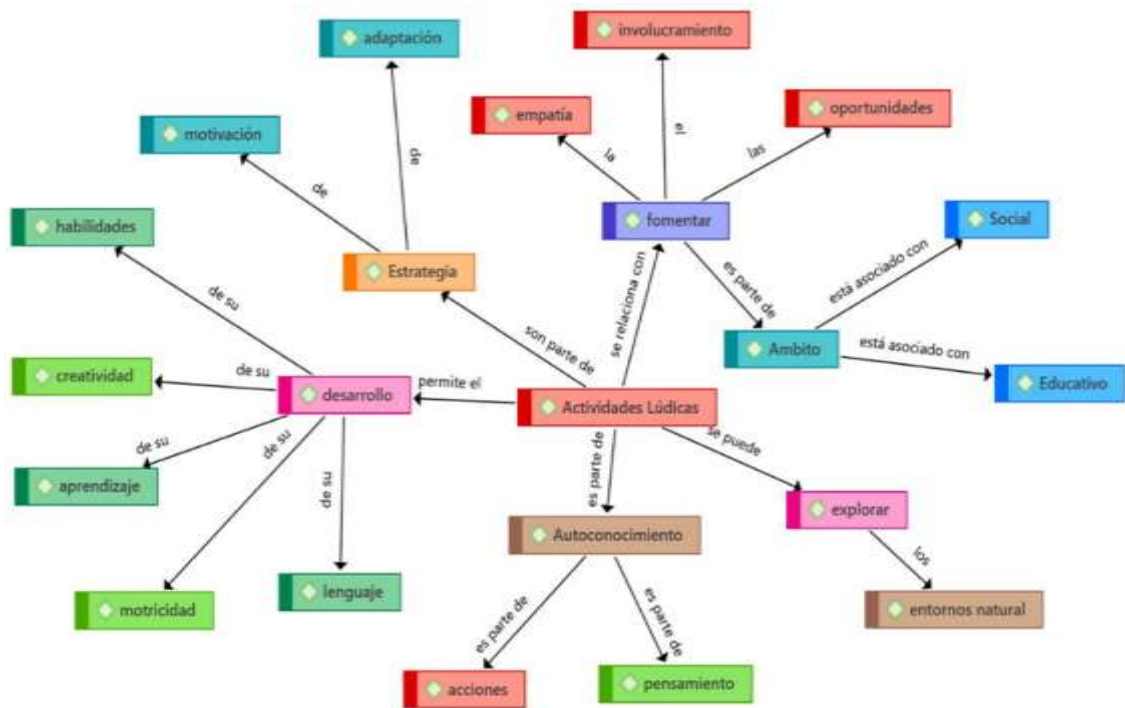 involucramiento
adaptación
empatía
oportunidades
motivación
el
la
las
de
de
habilidades
fomentar
Social
Estrategia
de su
se relaciona con
es parte de
está asociado con
son parte de
Ambito
está asociado con
creatividad
de su
desarrollo
permite el
Actividades Lúdicas
Educativo
de su
de su
de su
es parte de
se puede
aprendizaje
explorar
Autoconocimiento
los
lenguaje
motricidad
entornos natural
es parte de
es parte de
acciones
pensamiento